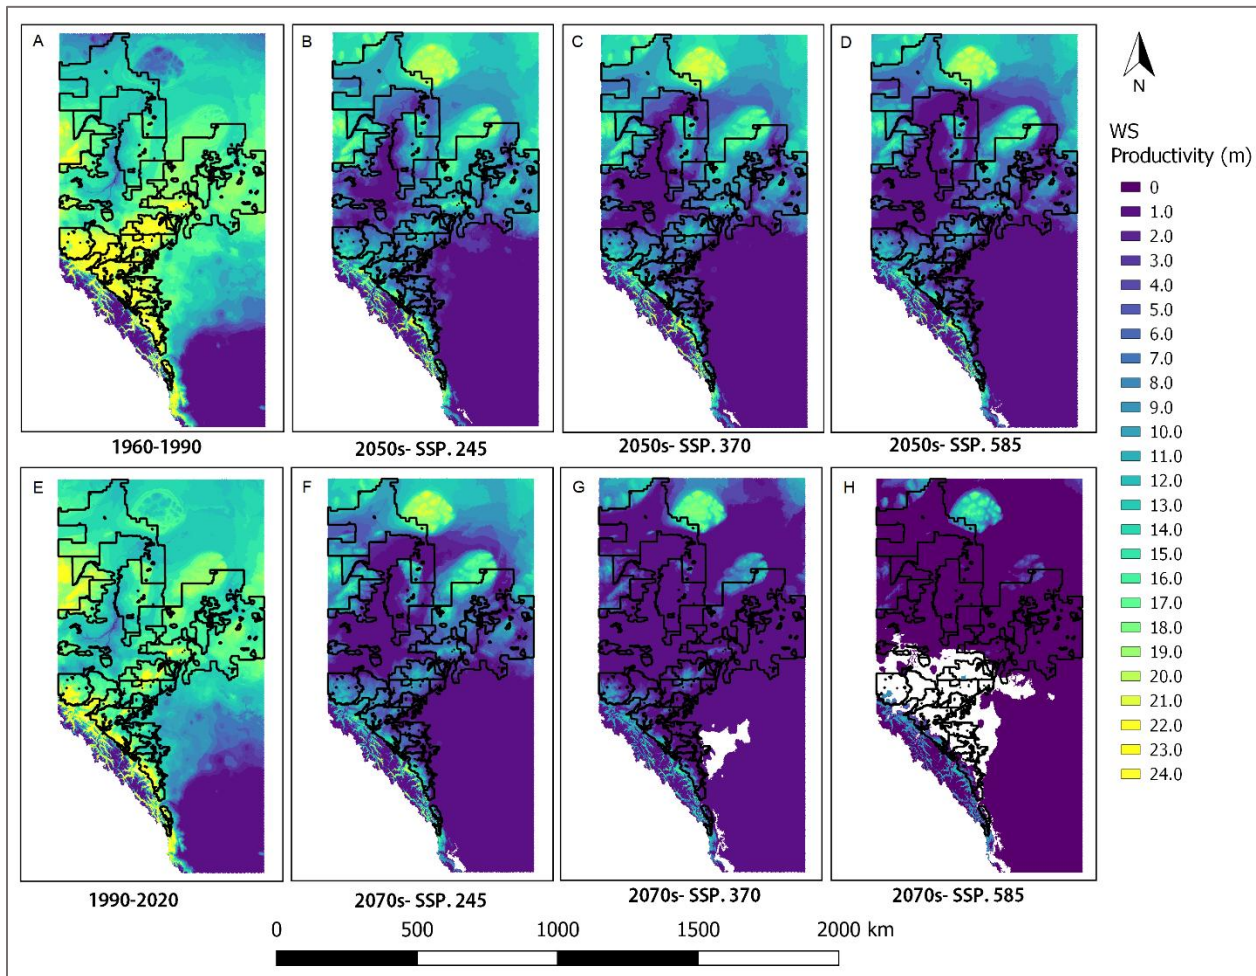 A
B
C
D
N
1960-1990
2050s- SSP. 245
2050s- SSP. 370
2050s- SSP. 585
E
F
G
H
1990-2020
2070s- SSP. 245
2070s- SSP. 370
2070s- SSP. 585
WS
Productivity (m)
0
1.0
2.0
3.0
4.0
5.0
6.0
7.0
8.0
9.0
10.0
11.0
12.0
13.0
14.0
15.0
16.0
17.0
18.0
19.0
20.0
21.0
22.0
23.0
24.0
0 500 1000 1500 2000 km